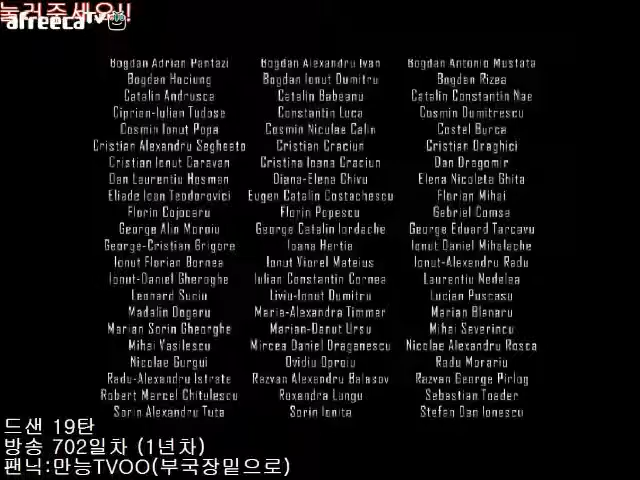 눌러주세요!!
afreecaTV
Bogdan Adrian Pantazi Bogdan Alexandru Ivan Bogdan Antonio Mustata
Bogdan Haciung Bogdan Ionut Dumitru Bogdan Rizea
Catalin Andrusca Catalin Babeanu Catalin Constantin Nae
Ciprian-Iulian Tudose Constantin Luca Cosmin Dumitrescu
Cosmin Ionut Popa Cosmin Nicolae Calin Costel Burca
Cristian Alexandru Segheato Cristian Craciun Cristian Draghici
Cristian Ionut Caravan Cristina Ioana Craciun Dan Dragomir
Dan Laurentiu Hosman Diana-Elena Chivu Elena Nicoleta Ghita
Eliade Ioan Teodorovici Eugen Catalin Costachescu Florian Mihai
Florin Cojocaru Florin Popescu Gabriel Comsa
George Alin Moroiu George Catalin Iordache George Eduard Tarcavu
George-Cristian Grigore Ioana Hertia Ionut Daniel Mihalache
Ionut Florian Bornea Ionut Viorel Mateius Ionut-Alexandru Radu
Ionut-Daniel Gheroghe Iulian Constantin Cornea Laurentiu Nedelea
Leonard Suciu Liviu-Ionut Dumitru Lucian Puscasu
Madalin Dogaru Maria-Alexandra Timmer Marian Blanaru
Marian Sorin Gheorghe Marian-Danut Ursu Mihai Severincu
Mihai Vasilescu Mircea Daniel Draganescu Nicolae Alexandru Rosca
Nicolae Gurgui Ovidiu Oproiu Radu Morariu
Radu-Alexandru Istrate Razvan Alexandru Balasov Razvan George Pirlog
Robert Marcel Chitulescu Ruxandra Lungu Sebastian Toader
Sorin Alexandru Tuta Sorin Ionita Stefan Dan Ionescu
드샌 19탄
방송 702일차 (1년차)
팬닉:만능TVOO(부국장밑으로)